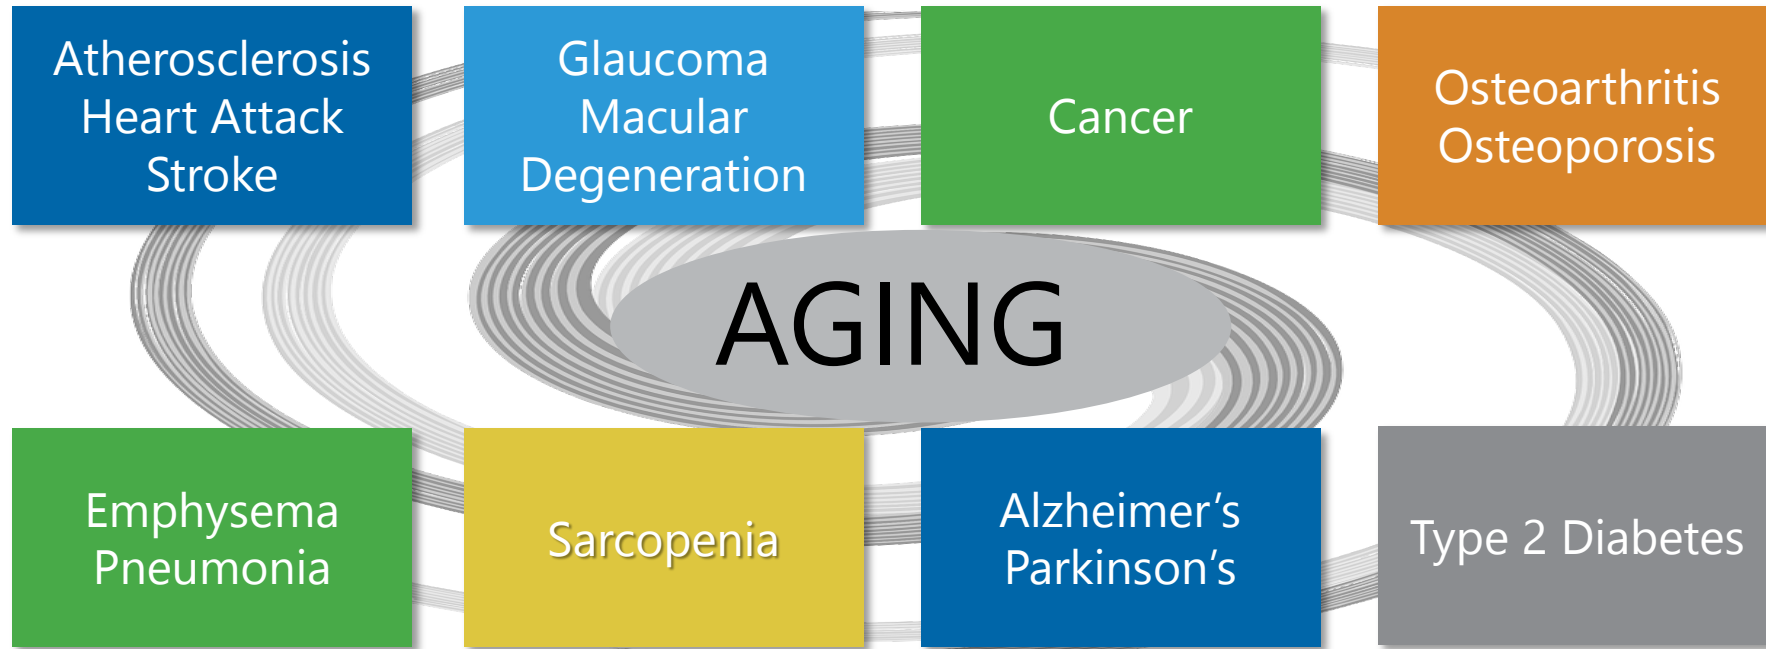 Atherosclerosis
Heart Attack
Stroke
Glaucoma
Macular
Degeneration
Cancer
Osteoarthritis
Osteoporosis
AGING
Emphysema
Pneumonia
Sarcopenia
Alzheimer’s
Parkinson’s
Type 2 Diabetes